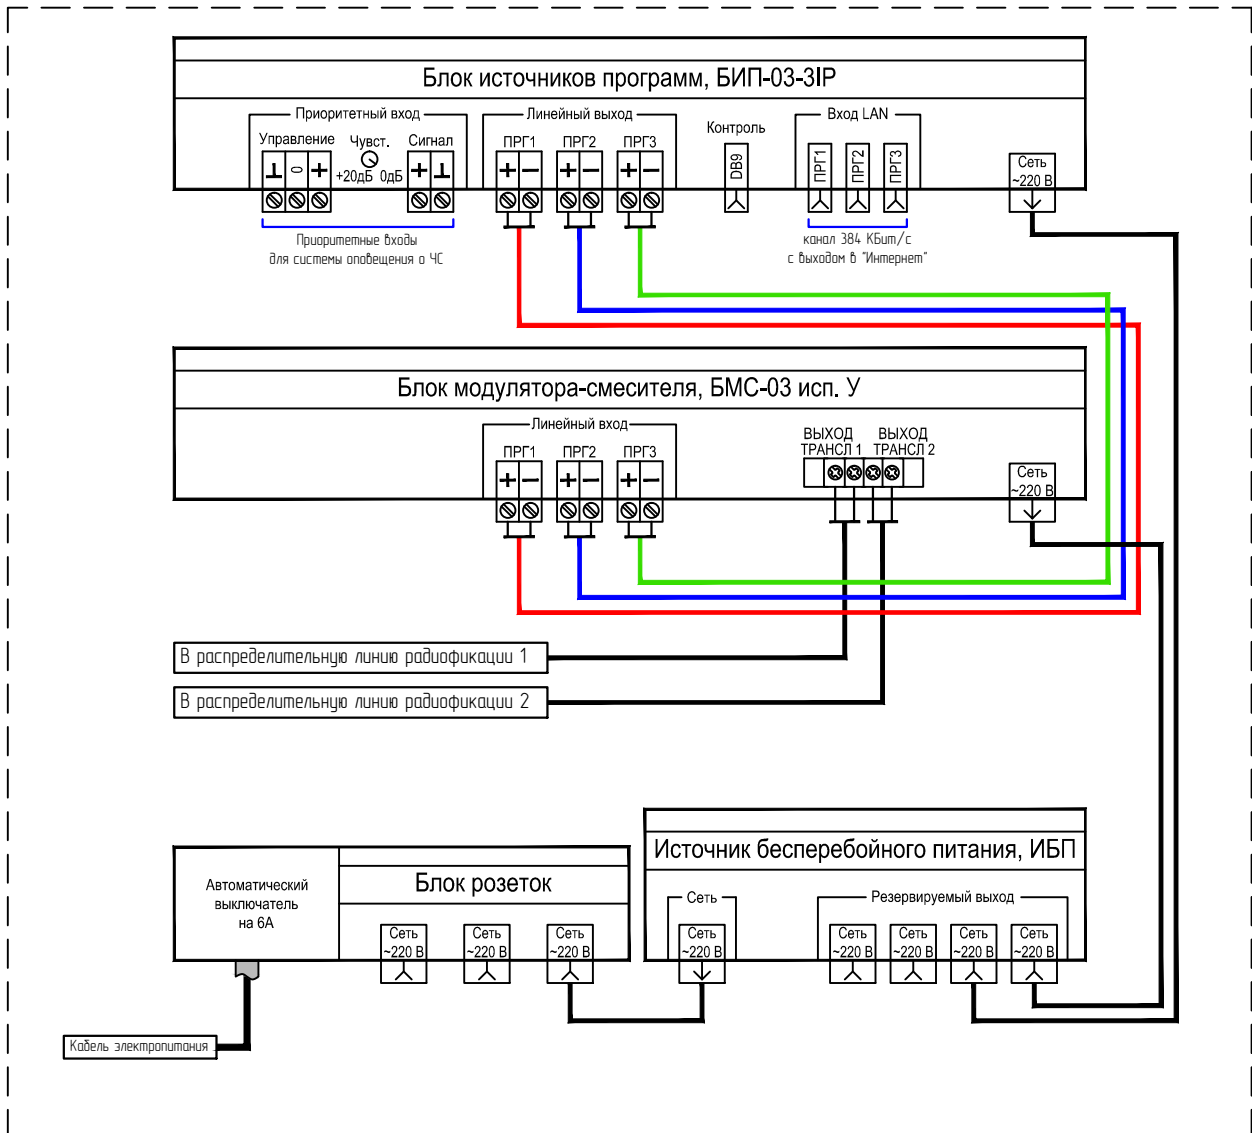 Блок источников программ, БИП-03-3IP
Приоритетный вход
Линейный выход
Вход LAN
Управление
Чувст.
Сигнал
ПРГ1
ПРГ2
ПРГ3
Контроль
⊥ 0 +
+20дБ 0дБ
+ ⊥
+ −
+ −
+ −
DB9
ПРГ1
ПРГ2
ПРГ3
Сеть
~220 В
Приоритетные входы
для системы оповещения о ЧС
канал 384 КБит/с
с выходом в "Интернет"
Блок модулятора-смесителя, БМС-03 исп. У
Линейный вход
ПРГ1
ПРГ2
ПРГ3
+ −
+ −
+ −
ВЫХОД
ТРАНСЛ 1
ВЫХОД
ТРАНСЛ 2
Сеть
~220 В
В распределительную линию радиофикации 1
В распределительную линию радиофикации 2
Автоматический
выключатель
на 6А
Блок розеток
Сеть
~220 В
Сеть
~220 В
Сеть
~220 В
Источник бесперебойного питания, ИБП
Сеть
Резервируемый выход
Сеть
~220 В
Сеть
~220 В
Сеть
~220 В
Сеть
~220 В
Сеть
~220 В
Кабель электропитания